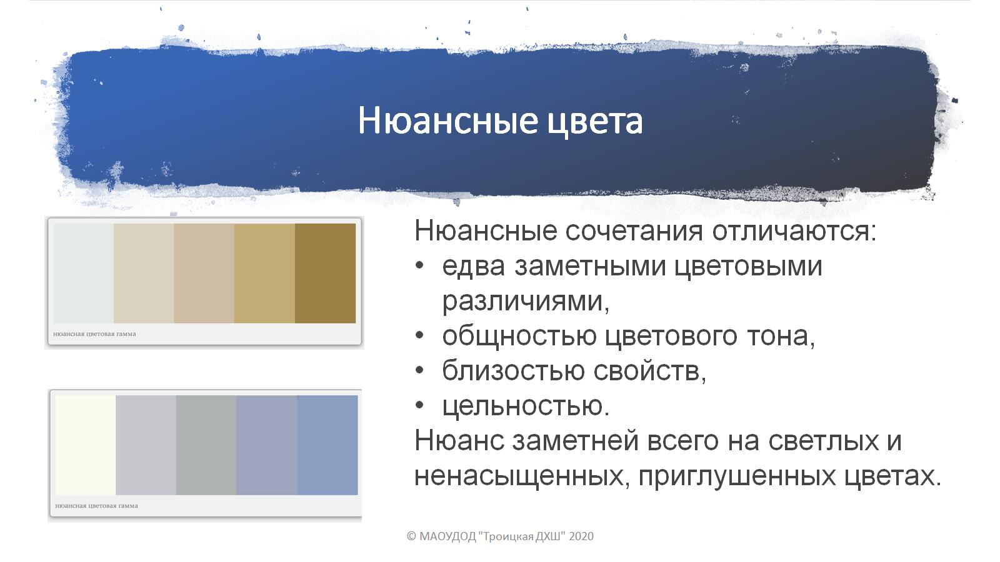 Нюансные цвета
нюансная цветовая гамма
нюансная цветовая гамма
Нюансные сочетания отличаются:
• едва заметными цветовыми
различиями,
• общностью цветового тона,
• близостью свойств,
• цельностью.
Нюанс заметней всего на светлых и
ненасыщенных, приглушенных цветах.
© МАОУДОД "Троицкая ДХШ" 2020